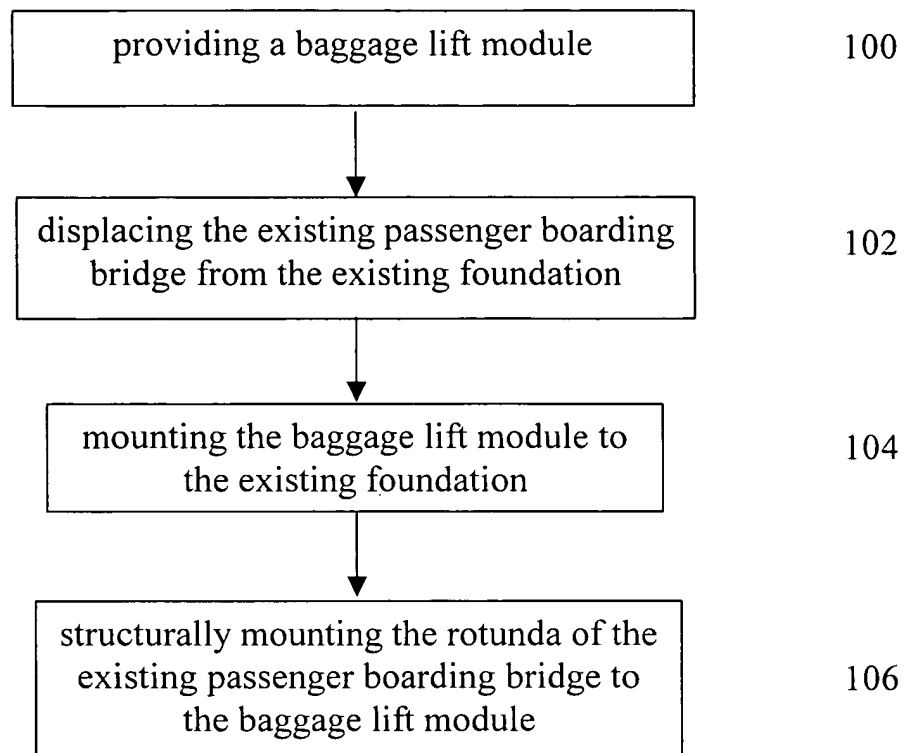 providing a baggage lift module
100
displacing the existing passenger boarding
bridge from the existing foundation
102
mounting the baggage lift module to
the existing foundation
104
structurally mounting the rotunda of the
existing passenger boarding bridge to
the baggage lift module
106